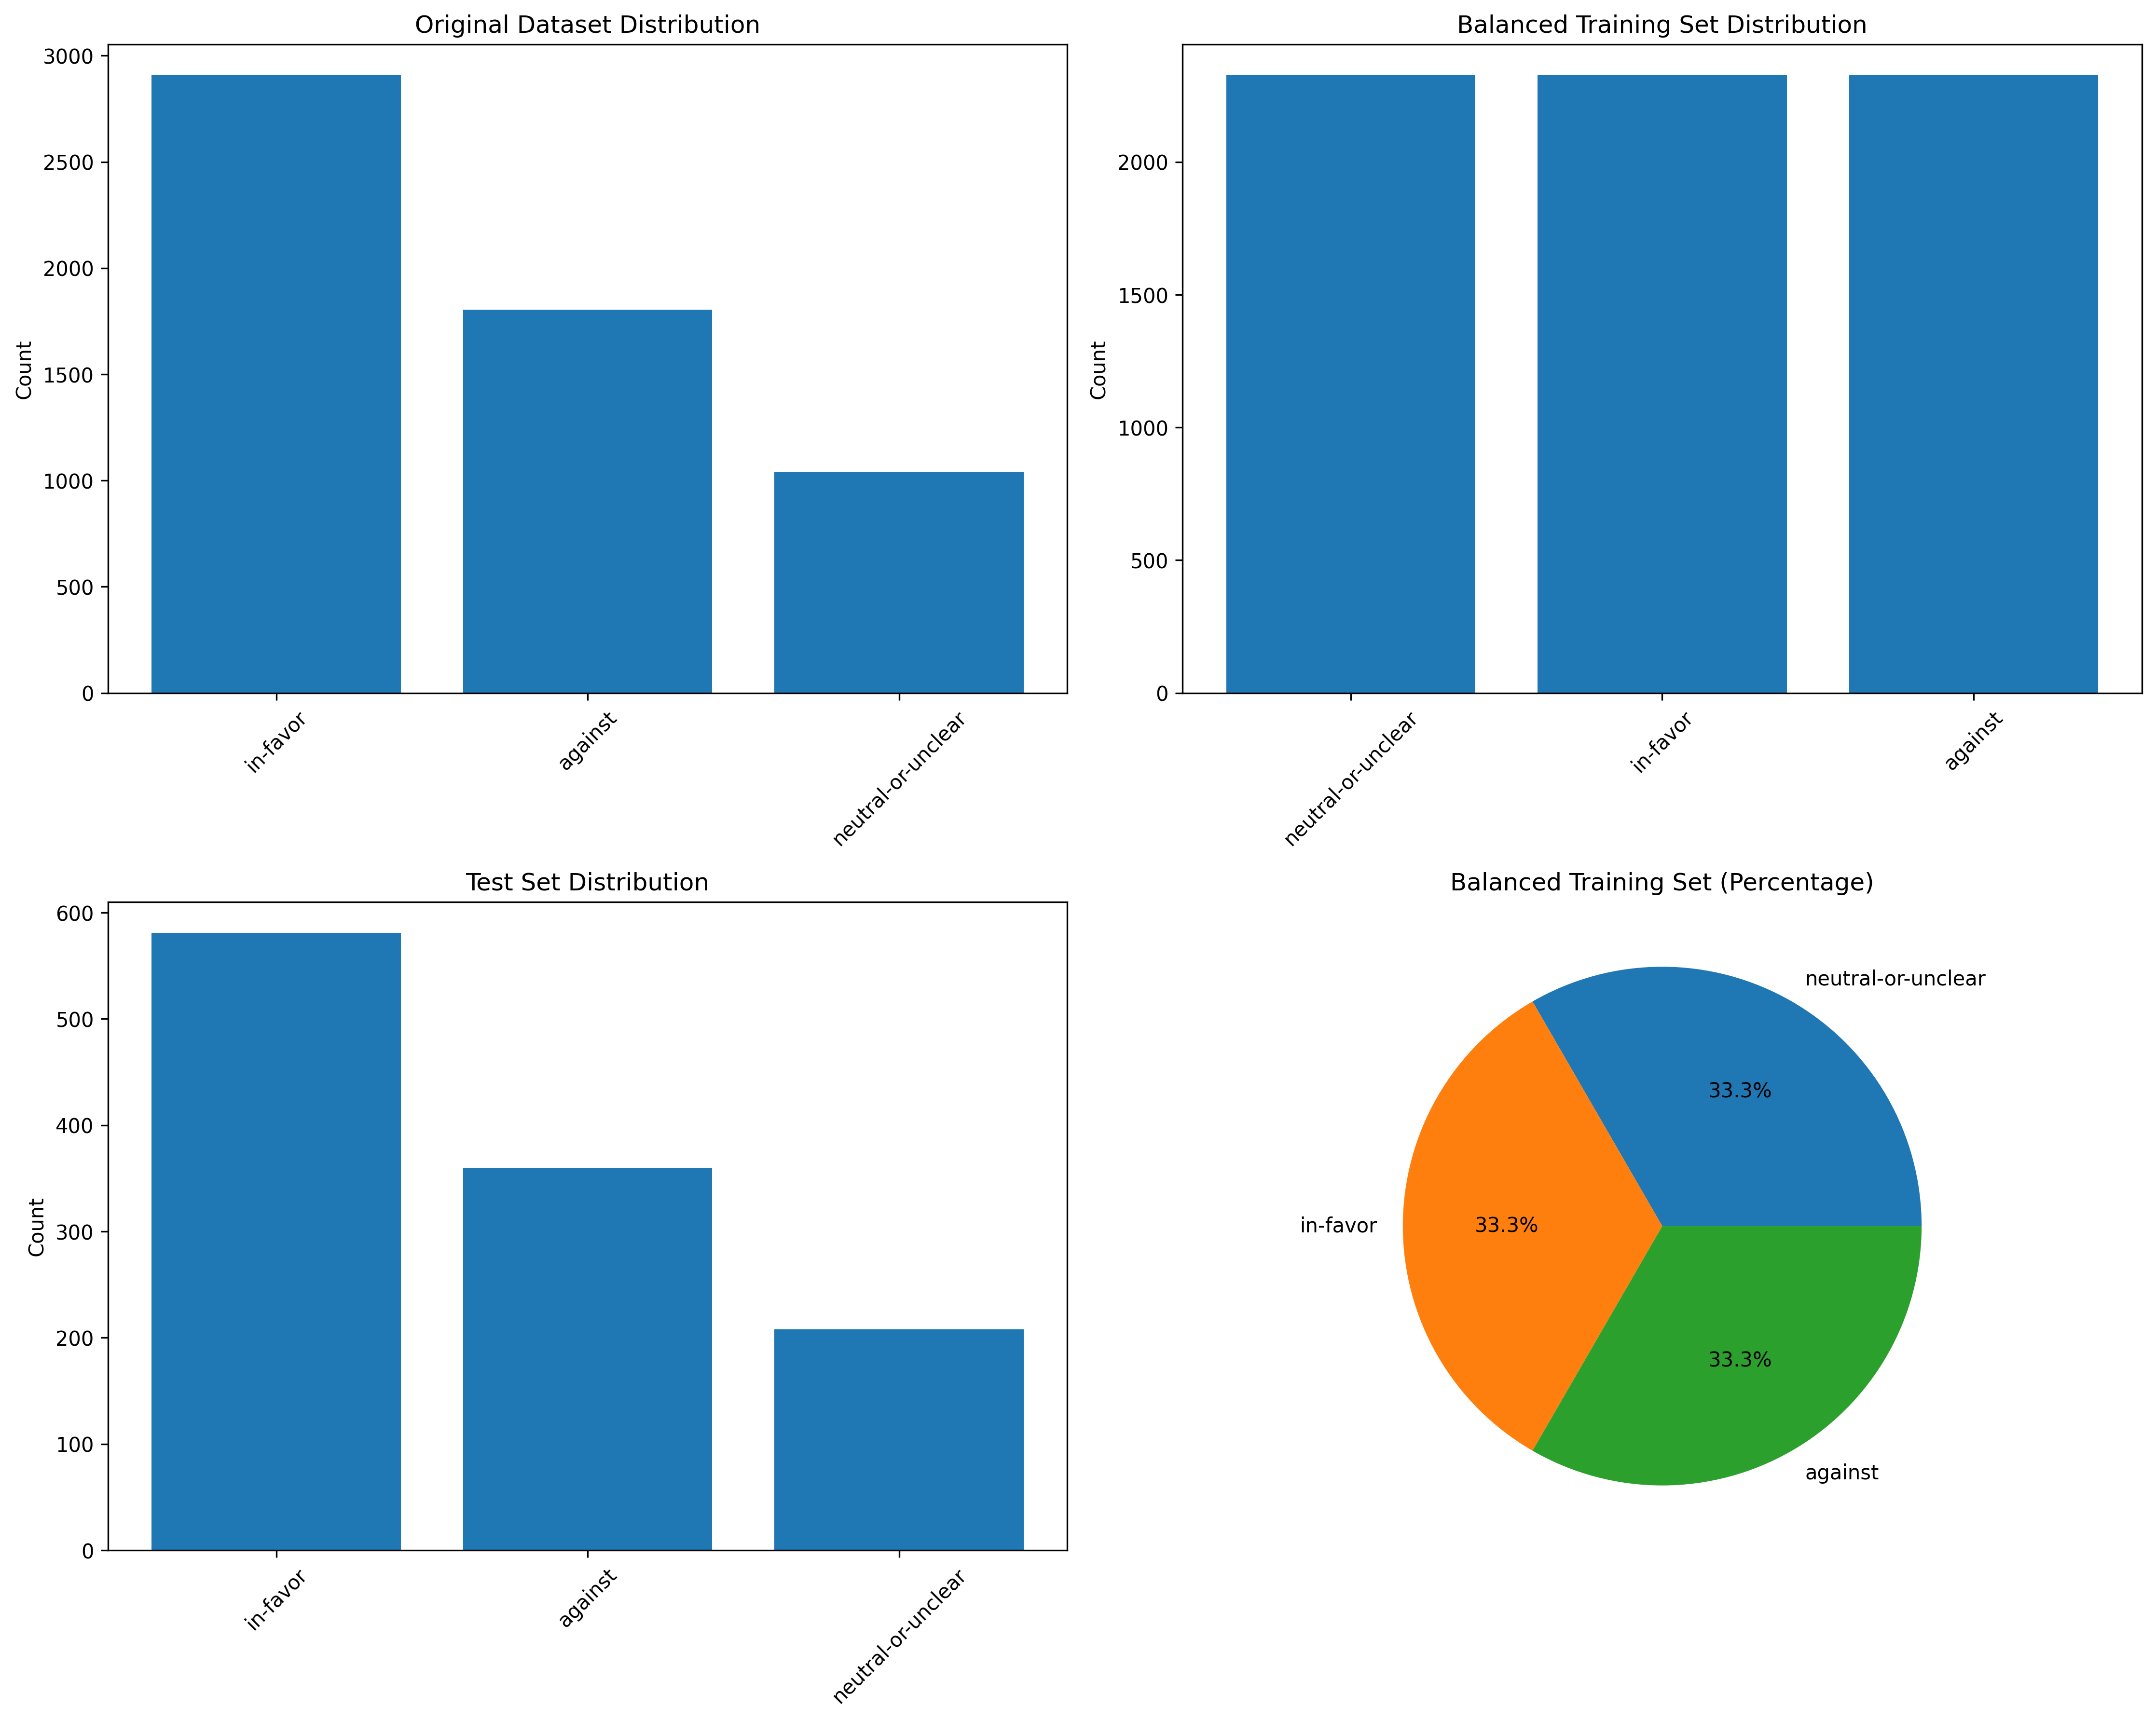 Original Dataset Distribution
3000
2500
2000
1500
1000
500
0
Count
in-favor
against
neutral-or-unclear
Balanced Training Set Distribution
2000
1500
1000
500
0
Count
neutral-or-unclear
in-favor
against
Test Set Distribution
600
500
400
300
200
100
0
Count
in-favor
against
neutral-or-unclear
Balanced Training Set (Percentage)
neutral-or-unclear
33.3%
in-favor
33.3%
33.3%
against